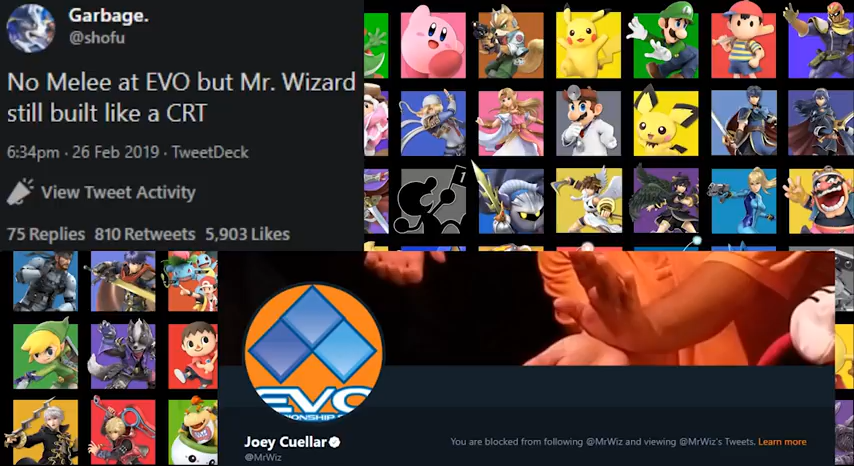 Garbage.
@shofu
No Melee at EVO but Mr. Wizard
still built like a CRT
6:34pm · 26 Feb 2019 · TweetDeck
View Tweet Activity
75 Replies 810 Retweets 5,903 Likes
1
EVO
Joey Cuellar
@MrWiz
You are blocked from following @MrWiz and viewing @MrWiz's Tweets. Learn more